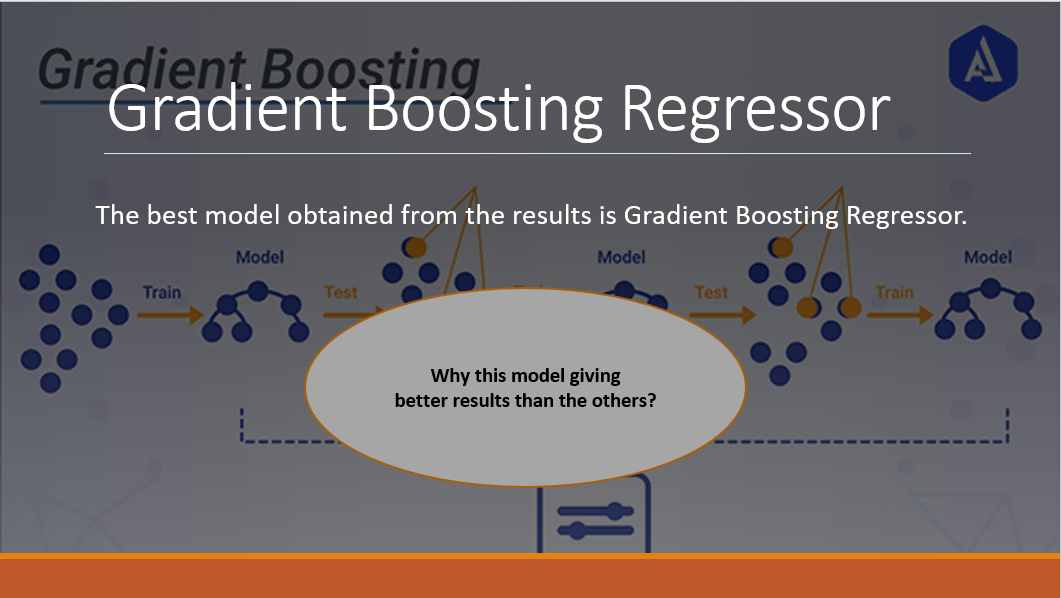 Gradient Boosting
Gradient Boosting Regressor
The best model obtained from the results is Gradient Boosting Regressor.
Model
Model
Model
Train
Test
Test
Train
Why this model giving
better results than the others?